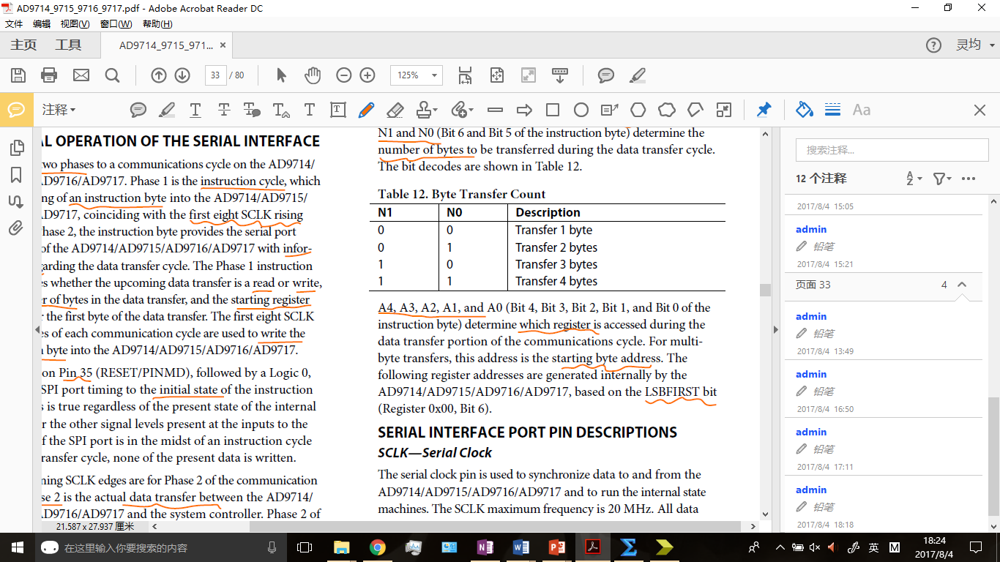 AD9714_9715_9716_9717.pdf - Adobe Acrobat Reader DC
文件 编辑 视图(V) 窗口(W) 帮助(H)
主页 工具 AD9714_9715_971... × 灵均
33 / 80 125%
注释
AL OPERATION OF THE SERIAL INTERFACE
two phases to a communications cycle on the AD9714/
AD9716/AD9717. Phase 1 is the instruction cycle, which
ng of an instruction byte into the AD9714/AD9715/
AD9717, coinciding with the first eight SCLK rising
Phase 2, the instruction byte provides the serial port
of the AD9714/AD9715/AD9716/AD9717 with infor-
garding the data transfer cycle. The Phase 1 instruction
es whether the upcoming data transfer is a read or write,
er of bytes in the data transfer, and the starting register
r the first byte of the data transfer. The first eight SCLK
es of each communication cycle are used to write the
n byte into the AD9714/AD9715/AD9716/AD9717.
on Pin 35 (RESET/PINMD), followed by a Logic 0,
SPI port timing to the initial state of the instruction
s is true regardless of the present state of the internal
r the other signal levels present at the inputs to the
f the SPI port is in the midst of an instruction cycle
transfer cycle, none of the present data is written.
ning SCLK edges are for Phase 2 of the communication
se 2 is the actual data transfer between the AD9714/
AD9716/AD9717 and the system controller. Phase 2 of
21.587 x 27.937 厘米
N1 and N0 (Bit 6 and Bit 5 of the instruction byte) determine the
number of bytes to be transferred during the data transfer cycle.
The bit decodes are shown in Table 12.
Table 12. Byte Transfer Count
N1 N0 Description
0 0 Transfer 1 byte
0 1 Transfer 2 bytes
1 0 Transfer 3 bytes
1 1 Transfer 4 bytes
A4, A3, A2, A1, and A0 (Bit 4, Bit 3, Bit 2, Bit 1, and Bit 0 of the
instruction byte) determine which register is accessed during the
data transfer portion of the communications cycle. For multi-
byte transfers, this address is the starting byte address. The
following register addresses are generated internally by the
AD9714/AD9715/AD9716/AD9717, based on the LSBFIRST bit
(Register 0x00, Bit 6).
SERIAL INTERFACE PORT PIN DESCRIPTIONS
SCLK—Serial Clock
The serial clock pin is used to synchronize data to and from the
AD9714/AD9715/AD9716/AD9717 and to run the internal state
machines. The SCLK maximum frequency is 20 MHz. All data
搜索注释...
12 个注释
2017/8/4 15:05
admin
铅笔
2017/8/4 15:21
页面 33 4
admin
铅笔
2017/8/4 13:49
admin
铅笔
2017/8/4 16:50
admin
铅笔
2017/8/4 17:11
admin
铅笔
2017/8/4 18:18
在这里输入你要搜索的内容
英 M
18:24
2017/8/4